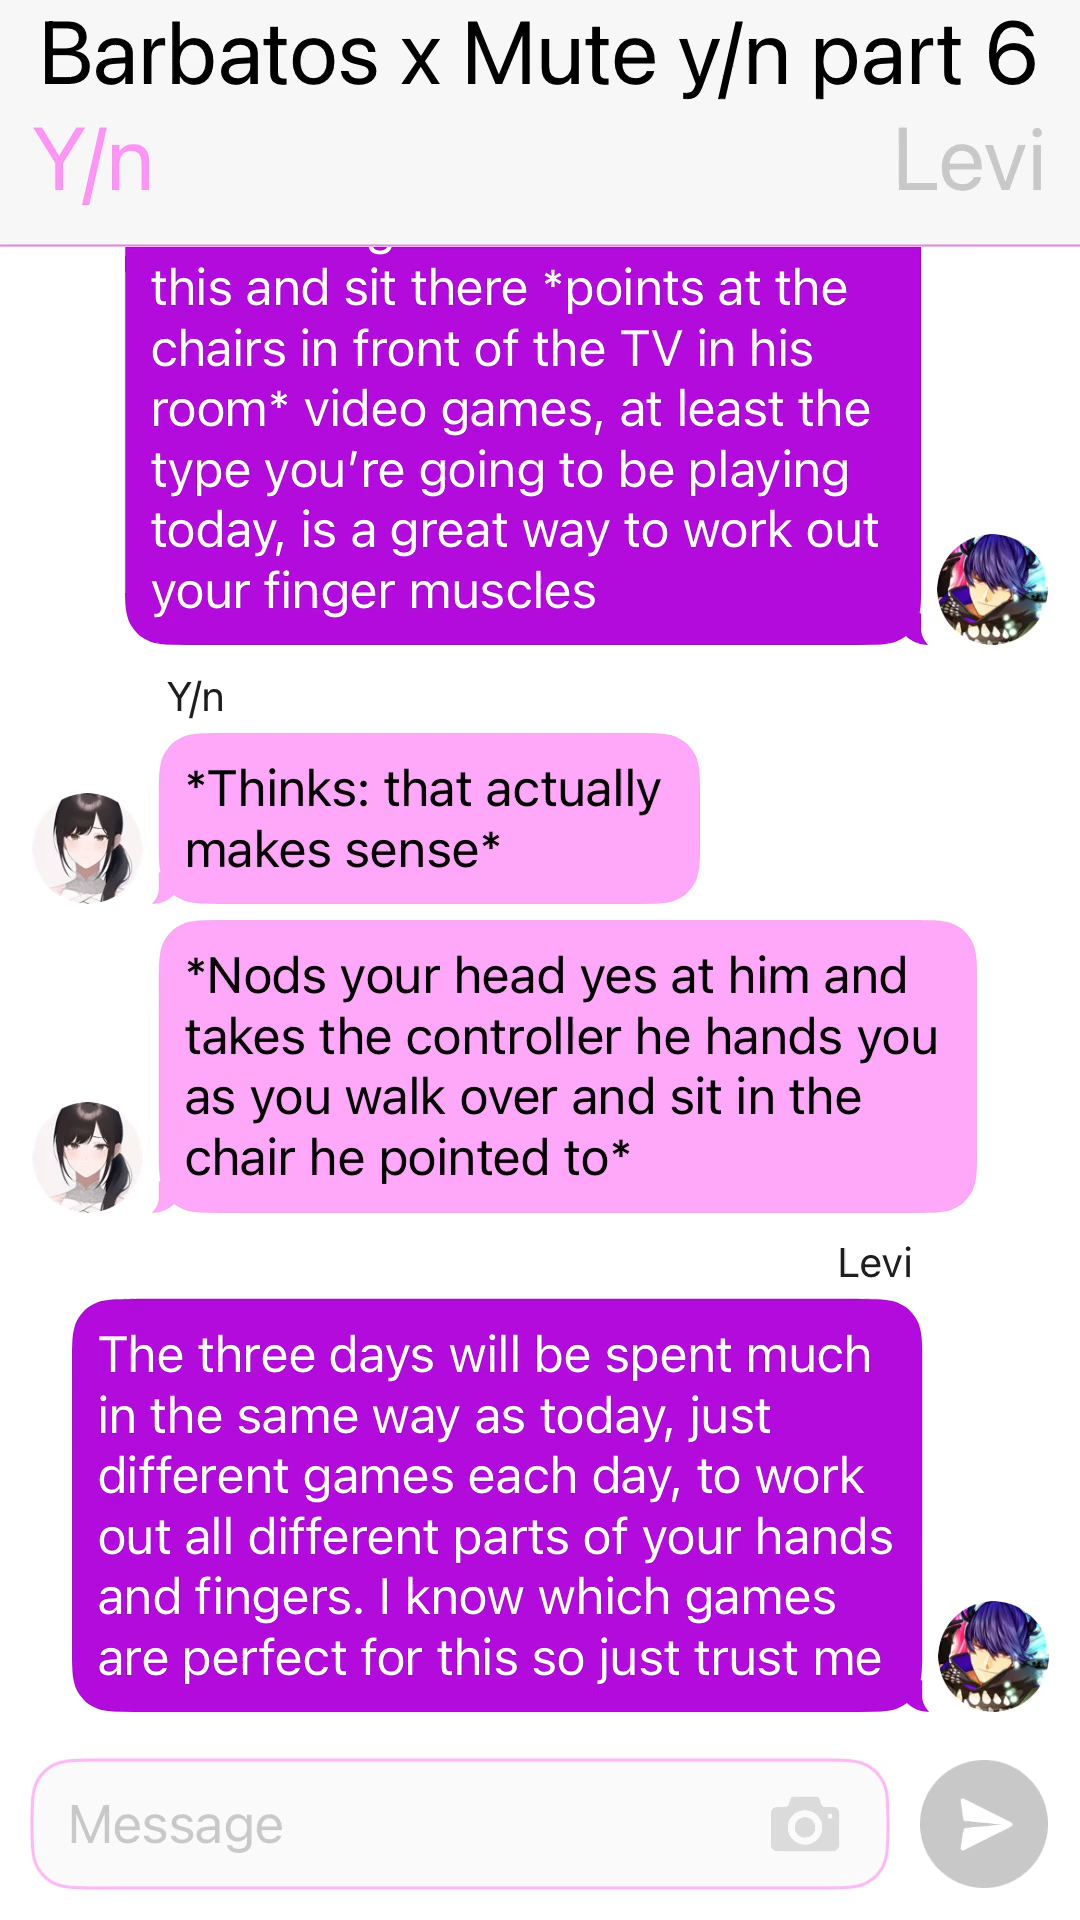 Barbatos x Mute y/n part 6
Y/n
Levi
this and sit there *points at the
chairs in front of the TV in his
room* video games, at least the
type you’re going to be playing
today, is a great way to work out
your finger muscles
Y/n
*Thinks: that actually
makes sense*
*Nods your head yes at him and
takes the controller he hands you
as you walk over and sit in the
chair he pointed to*
Levi
The three days will be spent much
in the same way as today, just
different games each day, to work
out all different parts of your hands
and fingers. I know which games
are perfect for this so just trust me
Message